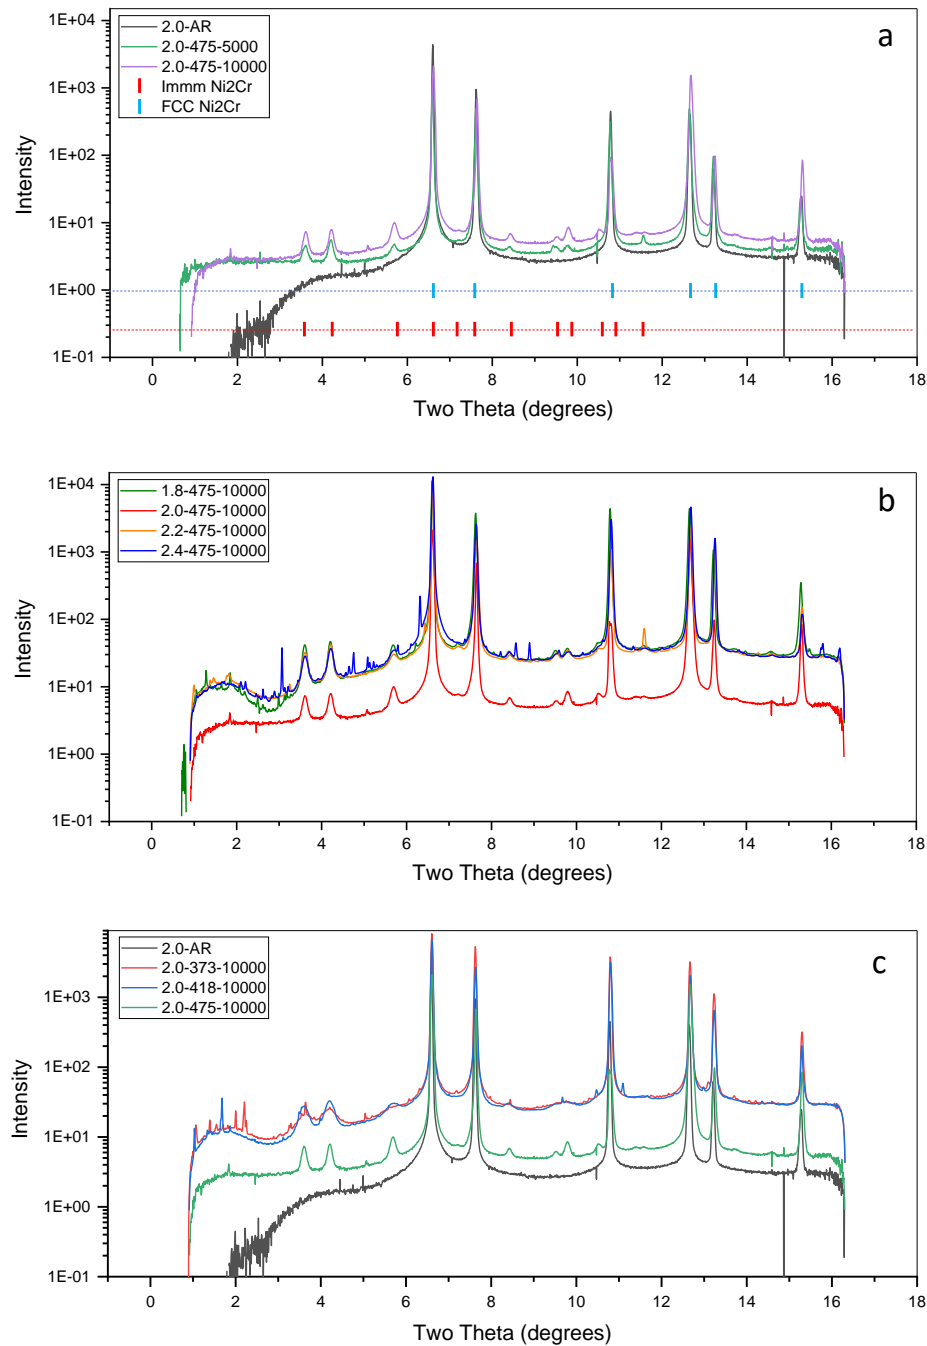 a
2.0-AR
2.0-475-5000
2.0-475-10000
Immm Ni2Cr
FCC Ni2Cr
1E+04
1E+03
1E+02
1E+01
1E+00
1E-01
Intensity
0 2 4 6 8 10 12 14 16 18
Two Theta (degrees)
b
1.8-475-10000
2.0-475-10000
2.2-475-10000
2.4-475-10000
1E+04
1E+03
1E+02
1E+01
1E+00
1E-01
Intensity
0 2 4 6 8 10 12 14 16 18
Two Theta (degrees)
c
2.0-AR
2.0-373-10000
2.0-418-10000
2.0-475-10000
1E+03
1E+02
1E+01
1E+00
1E-01
Intensity
0 2 4 6 8 10 12 14 16 18
Two Theta (degrees)